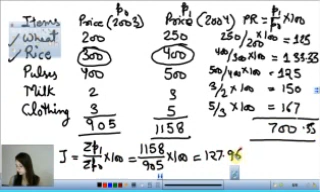 p₀ p₁
Items Price (2003) Price (2004) PR = p₁/p₀ × 100
Wheat 200 250 250/200 × 100 = 125
Rice 300 400 400/300 × 100 = 133.33
Pulses 400 500 500/400 × 100 = 125
Milk 2 3 3/2 × 100 = 150
Clothing 3 5 5/3 × 100 = 167
905 1158 700.33
I = Σp₁/Σp₀ × 100 = 1158/905 × 100 = 127.96